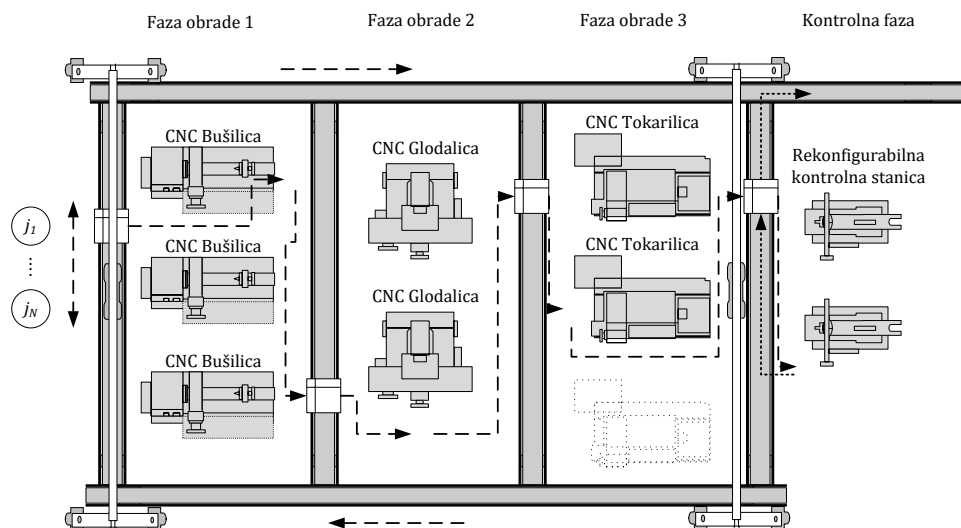 Faza obrade 1
Faza obrade 2
Faza obrade 3
Kontrolna faza
CNC Bušilica
CNC Glodalica
CNC Tokarilica
Rekonfigurabilna
kontrolna stanica
j1
CNC Bušilica
CNC Tokarilica
CNC Glodalica
jN
CNC Bušilica